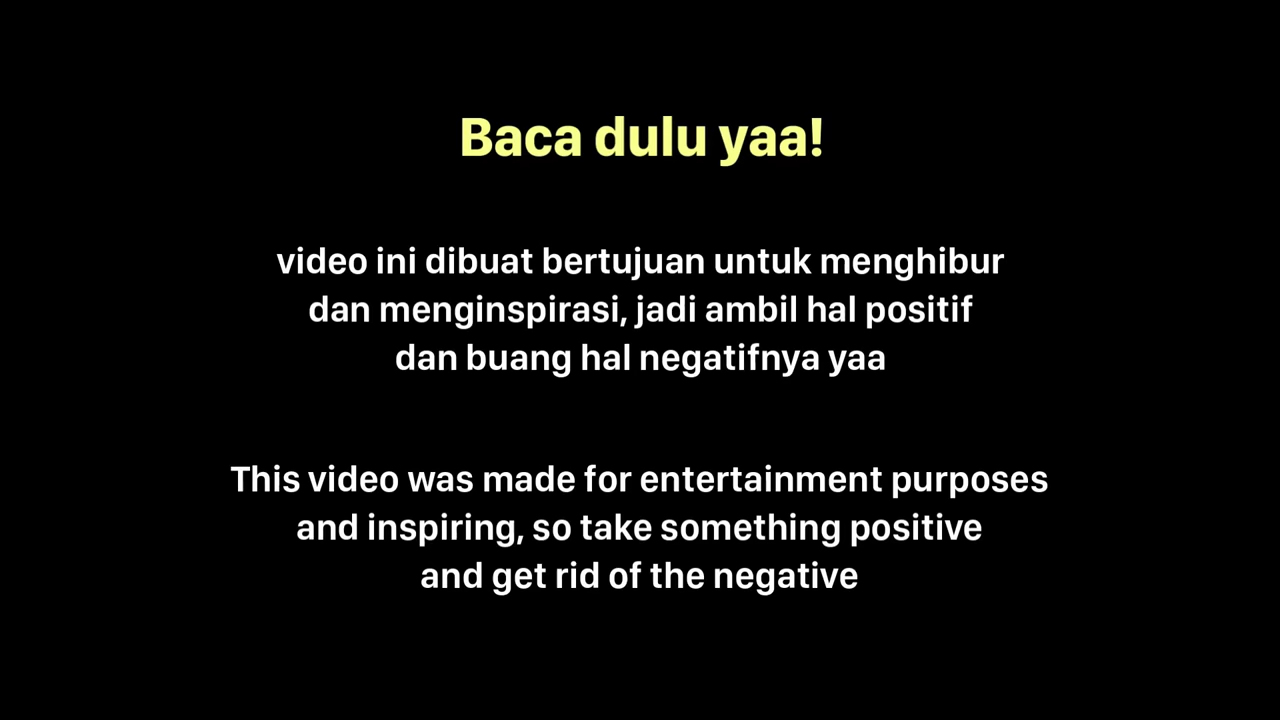 Baca dulu yaa!
video ini dibuat bertujuan untuk menghibur
dan menginspirasi, jadi ambil hal positif
dan buang hal negatifnya yaa
This video was made for entertainment purposes
and inspiring, so take something positive
and get rid of the negative